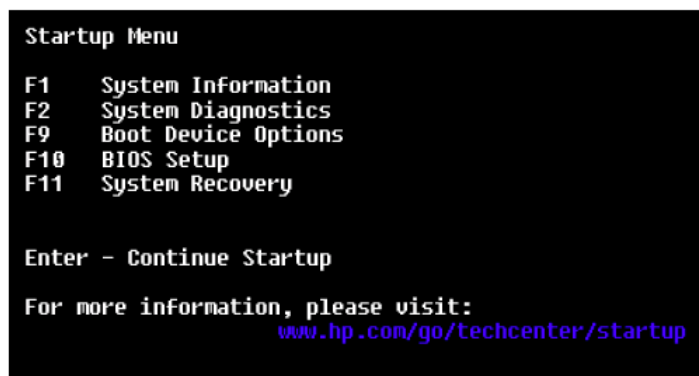 Startup Menu
F1 System Information
F2 System Diagnostics
F9 Boot Device Options
F10 BIOS Setup
F11 System Recovery
Enter - Continue Startup
For more information, please visit:
www.hp.com/go/techcenter/startup